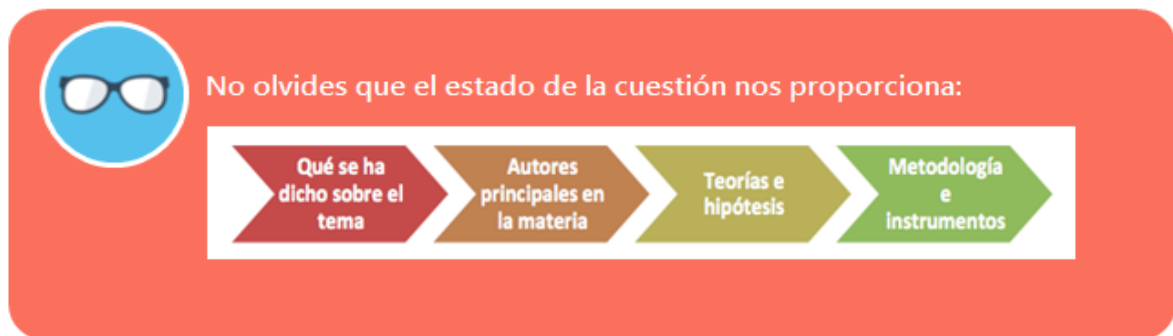 No olvides que el estado de la cuestión nos proporciona:
Qué se ha
dicho sobre el
tema
Autores
principales en
la materia
Teorías e
hipótesis
Metodología
e
instrumentos